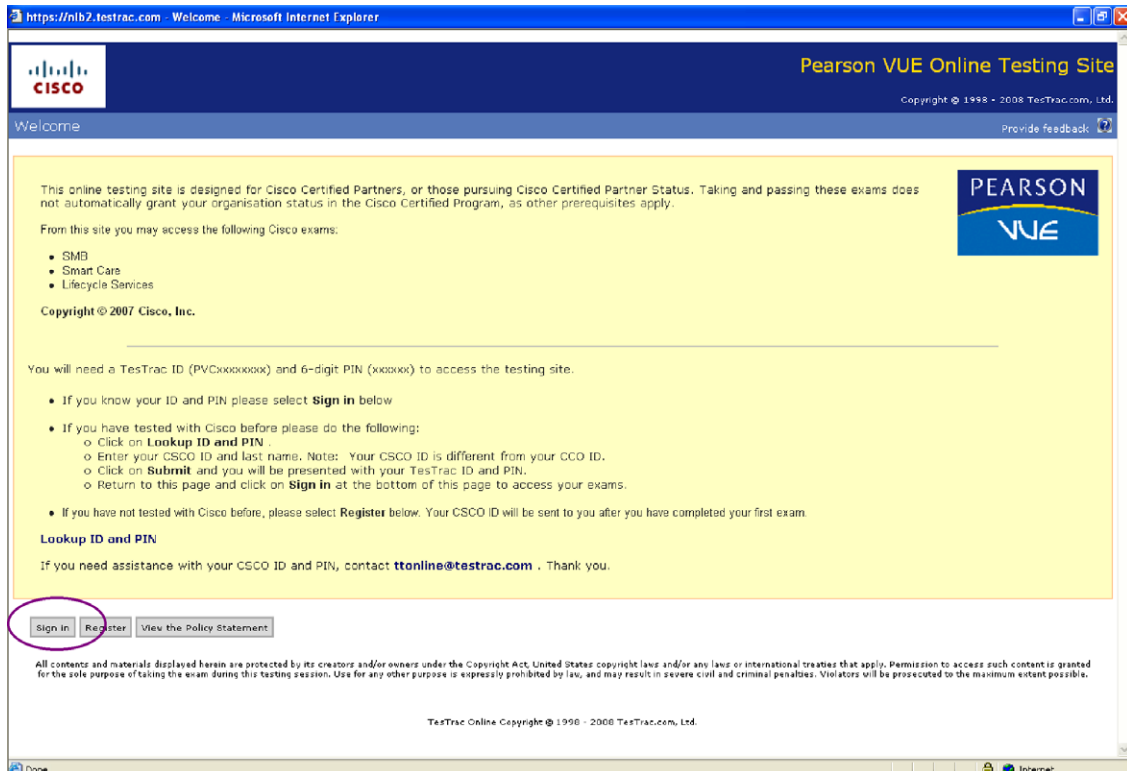 https://nlb2.testrac.com - Welcome - Microsoft Internet Explorer
CISCO
Pearson VUE Online Testing Site
Copyright @ 1998 - 2008 TesTrac.com, Ltd.
Welcome
Provide feedback [?]
This online testing site is designed for Cisco Certified Partners, or those pursuing Cisco Certified Partner Status. Taking and passing these exams does
not automatically grant your organisation status in the Cisco Certified Program, as other prerequisites apply.
PEARSON
VUE
From this site you may access the following Cisco exams:
• SMB
• Smart Care
• Lifecycle Services
Copyright © 2007 Cisco, Inc.
You will need a TesTrac ID (PVCxxxxxxxx) and 6-digit PIN (xxxxxx) to access the testing site.
• If you know your ID and PIN please select Sign in below
• If you have tested with Cisco before please do the following:
o Click on Lookup ID and PIN .
o Enter your CSCO ID and last name. Note: Your CSCO ID is different from your CCO ID.
o Click on Submit and you will be presented with your TesTrac ID and PIN.
o Return to this page and click on Sign in at the bottom of this page to access your exams.
• If you have not tested with Cisco before, please select Register below. Your CSCO ID will be sent to you after you have completed your first exam.
Lookup ID and PIN
If you need assistance with your CSCO ID and PIN, contact ttonline@testrac.com . Thank you.
Sign in Register View the Policy Statement
All contents and materials displayed herein are protected by its creators and/or owners under the Copyright Act, United States copyright laws and/or any laws or international treaties that apply. Permission to access such content is granted
for the sole purpose of taking the exam during this testing session. Use for any other purpose is expressly prohibited by law, and may result in severe civil and criminal penalties. Violators will be prosecuted to the maximum extent possible.
TesTrac Online Copyright @ 1998 - 2008 TesTrac.com, Ltd.
Done
Internet